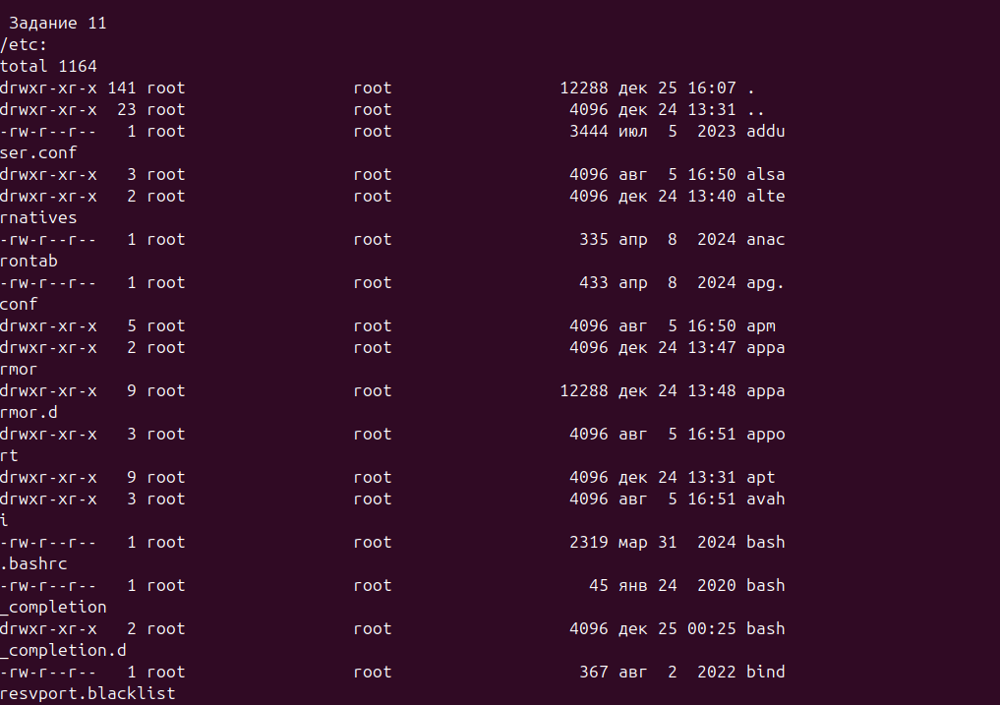 Задание 11
/etc:
total 1164
drwxr-xr-x 141 root                 root                 12288 дек 25 16:07 .
drwxr-xr-x  23 root                 root                  4096 дек 24 13:31 ..
-rw-r--r--   1 root                 root                  3444 июл  5  2023 addu
ser.conf
drwxr-xr-x   3 root                 root                  4096 авг  5 16:50 alsa
drwxr-xr-x   2 root                 root                  4096 дек 24 13:40 alte
rnatives
-rw-r--r--   1 root                 root                   335 апр  8  2024 anac
rontab
-rw-r--r--   1 root                 root                   433 апр  8  2024 apg.
conf
drwxr-xr-x   5 root                 root                  4096 авг  5 16:50 apm
drwxr-xr-x   2 root                 root                  4096 дек 24 13:47 appa
rmor
drwxr-xr-x   9 root                 root                 12288 дек 24 13:48 appa
rmor.d
drwxr-xr-x   3 root                 root                  4096 авг  5 16:51 appo
rt
drwxr-xr-x   9 root                 root                  4096 дек 24 13:31 apt
drwxr-xr-x   3 root                 root                  4096 авг  5 16:51 avah
i
-rw-r--r--   1 root                 root                  2319 мар 31  2024 bash
.bashrc
-rw-r--r--   1 root                 root                    45 янв 24  2020 bash
_completion
drwxr-xr-x   2 root                 root                  4096 дек 25 00:25 bash
_completion.d
-rw-r--r--   1 root                 root                   367 авг  2  2022 bind
resvport.blacklist